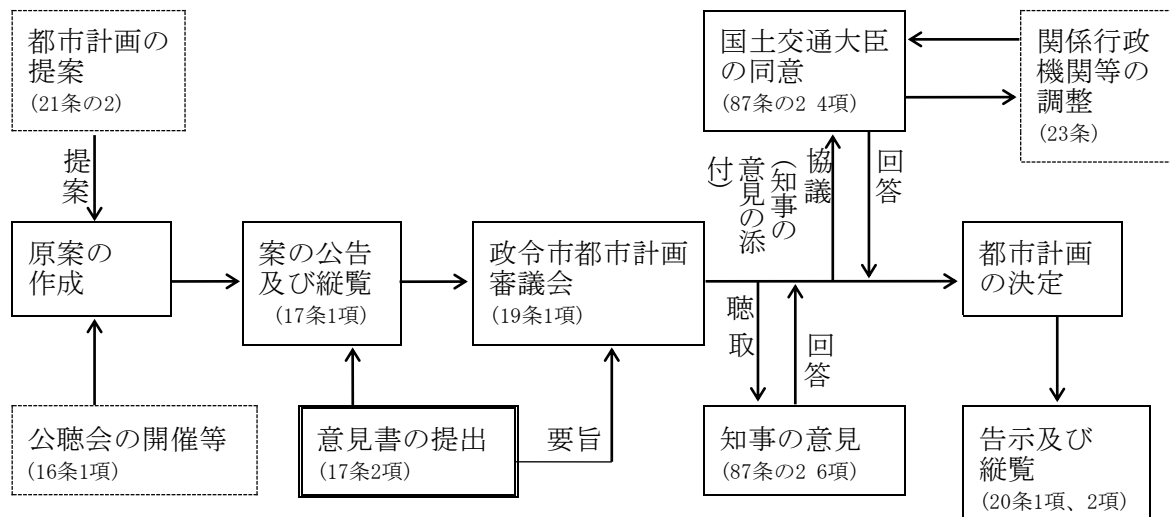 都市計画の
提案
(21条の2)
提案
原案の
作成
公聴会の開催等
(16条1項)
案の公告
及び縦覧
(17条1項)
意見書の提出
(17条2項)
要旨
政令市都市計画
審議会
(19条1項)
国土交通大臣
の同意
(87条の2 4項)
関係行政
機関等の
調整
(23条)
協議
(知事の
意見の添
付)
回答
聴取
回答
知事の意見
(87条の2 6項)
都市計画
の決定
告示及び
縦覧
(20条1項、2項)